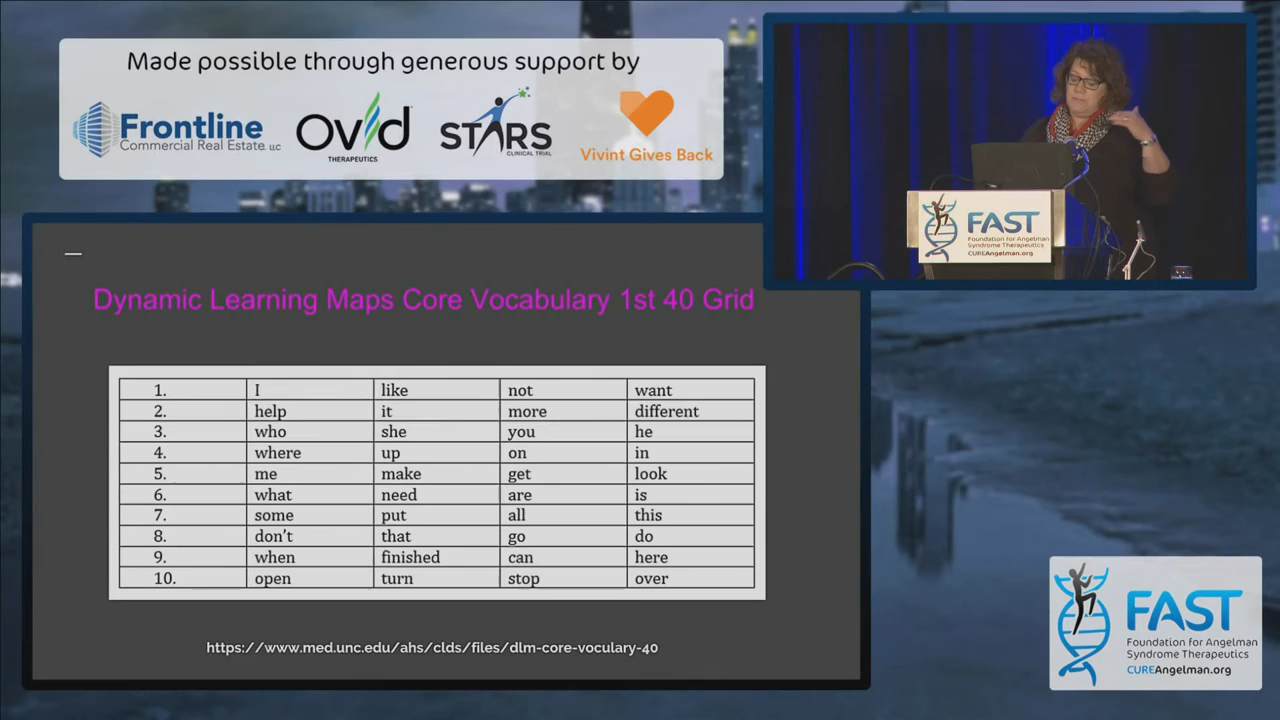 Made possible through generous support by
Frontline
Commercial Real Estate, LLC
Ovid
THERAPEUTICS
STARS
CLINICAL TRIAL
Vivint Gives Back
FAST
Foundation for Angelman
Syndrome Therapeutics
CUREAngelman.org
Dynamic Learning Maps Core Vocabulary 1st 40 Grid
1. I like not want
2. help it more different
3. who she you he
4. where up on in
5. me make get look
6. what need are is
7. some put all this
8. don't that go do
9. when finished can here
10. open turn stop over
https://www.med.unc.edu/ahs/clds/files/dlm-core-voculary-40
FAST
Foundation for Angelman
Syndrome Therapeutics
CUREAngelman.org